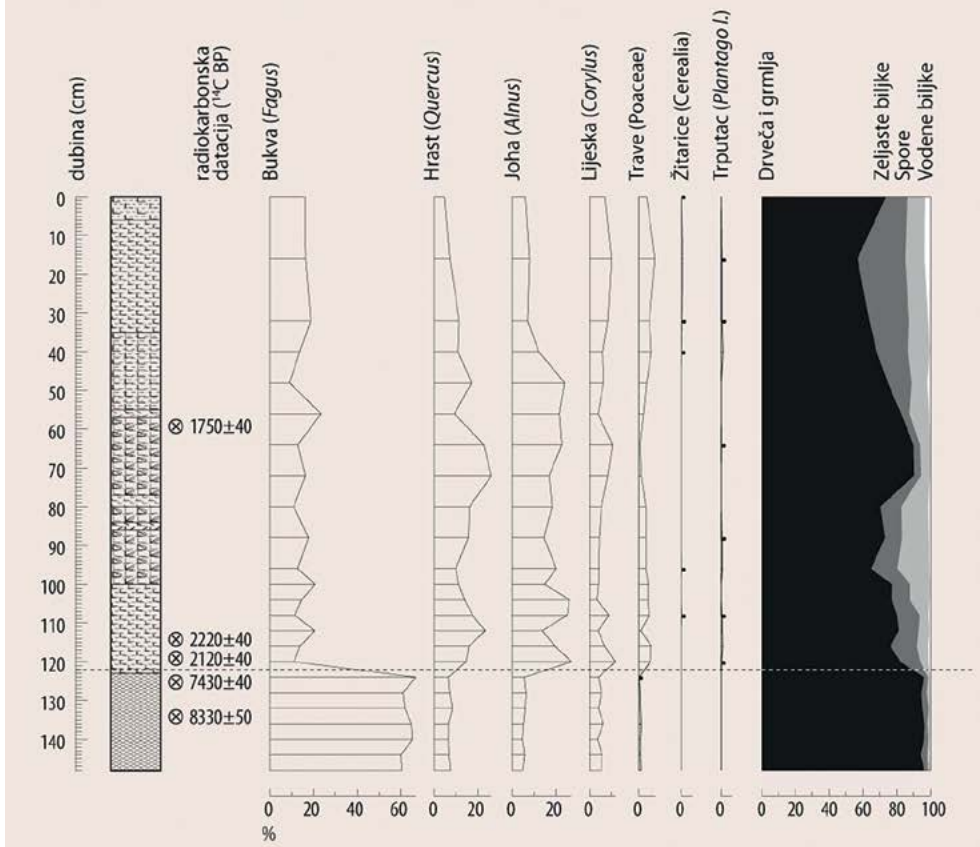 dubina (cm)
radiokarbonska
datacija (¹⁴C BP)
Bukva (Fagus)
Hrast (Quercus)
Joha (Alnus)
Lijeska (Corylus)
Trave (Poaceae)
Žitarice (Cerealia)
Trputac (Plantago l.)
Drveča i grmlja
Zeljaste biljke
Spore
Vodene biljke
0
10
20
30
40
50
60
70
80
90
100
110
120
130
140
⊗ 1750±40
⊗ 2220±40
⊗ 2120±40
⊗ 7430±40
⊗ 8330±50
0 20 40 60 0 20 0 20 0 0 0 0 0 20 40 60 80 100
%